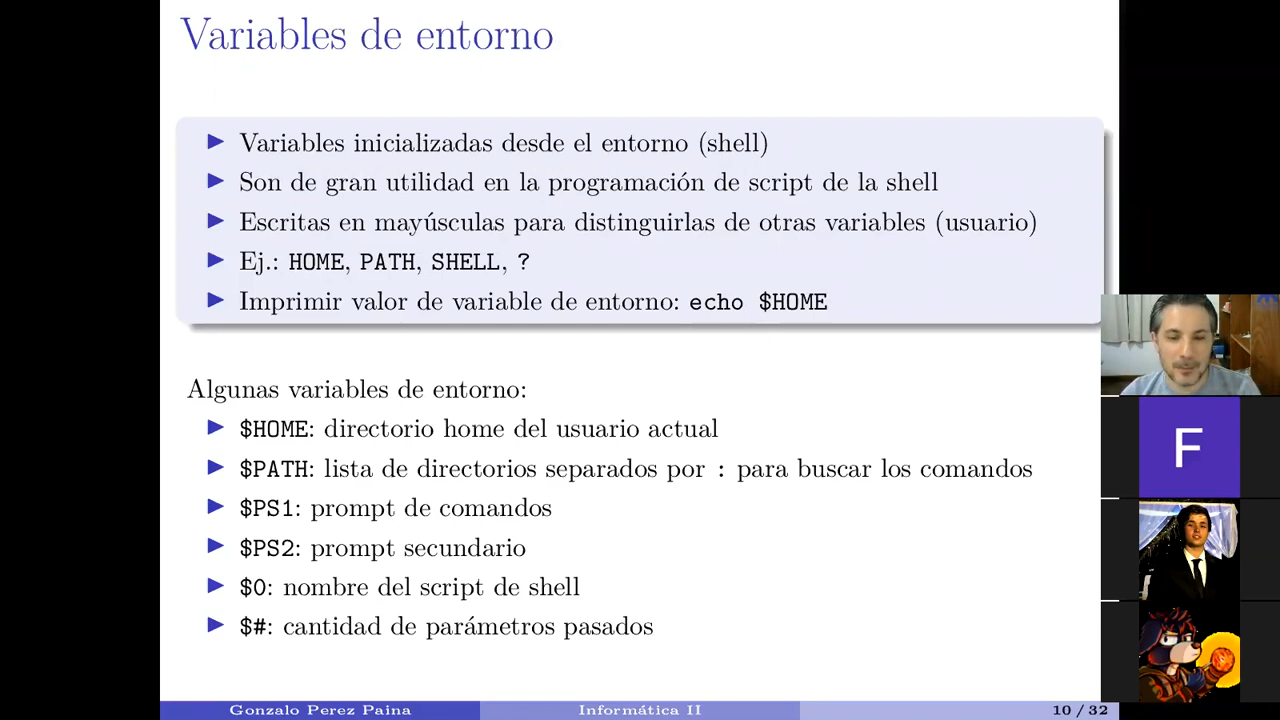 Variables de entorno
Variables inicializadas desde el entorno (shell)
Son de gran utilidad en la programación de script de la shell
Escritas en mayúsculas para distinguirlas de otras variables (usuario)
Ej.: HOME, PATH, SHELL, ?
Imprimir valor de variable de entorno: echo $HOME
Algunas variables de entorno:
$HOME: directorio home del usuario actual
$PATH: lista de directorios separados por : para buscar los comandos
$PS1: prompt de comandos
$PS2: prompt secundario
$0: nombre del script de shell
$#: cantidad de parámetros pasados
F
Gonzalo Perez Paina Informática II 10 / 32